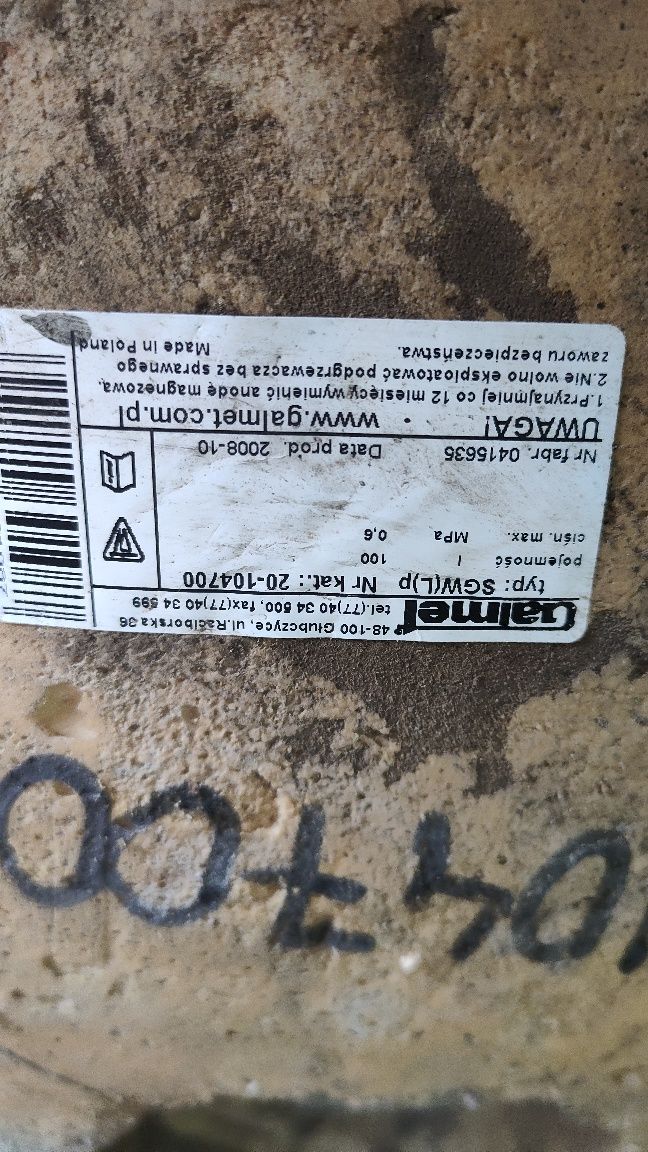 Galmet
48-100 Głubczyce, ul.Raciborska 36
tel.(77)40 34 500, fax(77)40 34 599
typ: SGW(L)p Nr kat.: 20-104700
pojemność l 100
ciśn. max. MPa 0,6
Nr fabr. 0415635 Data prod. 2008-10
UWAGA! www.galmet.com.pl
1.Przynajmniej co 12 miesięcy wymienić anodę magnezową.
2.Nie wolno eksploatować podgrzewacza bez sprawnego
zaworu bezpieczeństwa. Made in Poland
104700